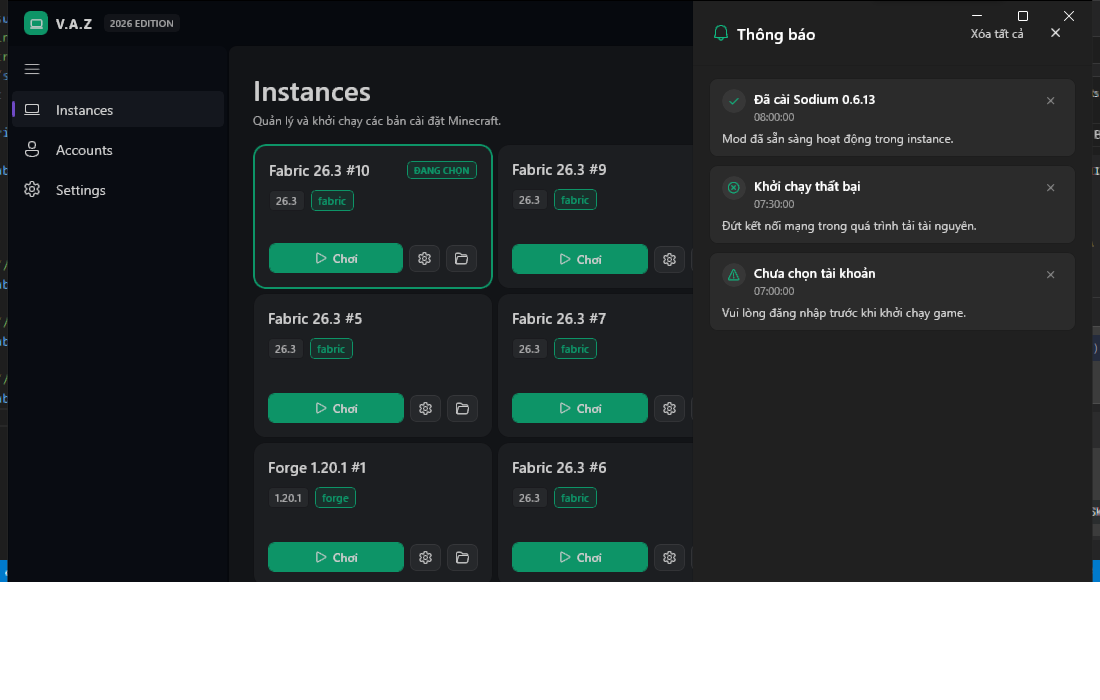 V.A.Z
2026 EDITION
Instances
Accounts
Settings
Instances
Quản lý và khởi chạy các bản cài đặt Minecraft.
Fabric 26.3 #10
ĐANG CHỌN
26.3
fabric
Chơi
Fabric 26.3 #9
26.3
fabric
Chơi
Fabric 26.3 #5
26.3
fabric
Chơi
Fabric 26.3 #7
26.3
fabric
Chơi
Forge 1.20.1 #1
1.20.1
forge
Chơi
Fabric 26.3 #6
26.3
fabric
Chơi
Thông báo
Xóa tất cả
Đã cài Sodium 0.6.13
08:00:00
Mod đã sẵn sàng hoạt động trong instance.
Khởi chạy thất bại
07:30:00
Đứt kết nối mạng trong quá trình tải tài nguyên.
Chưa chọn tài khoản
07:00:00
Vui lòng đăng nhập trước khi khởi chạy game.